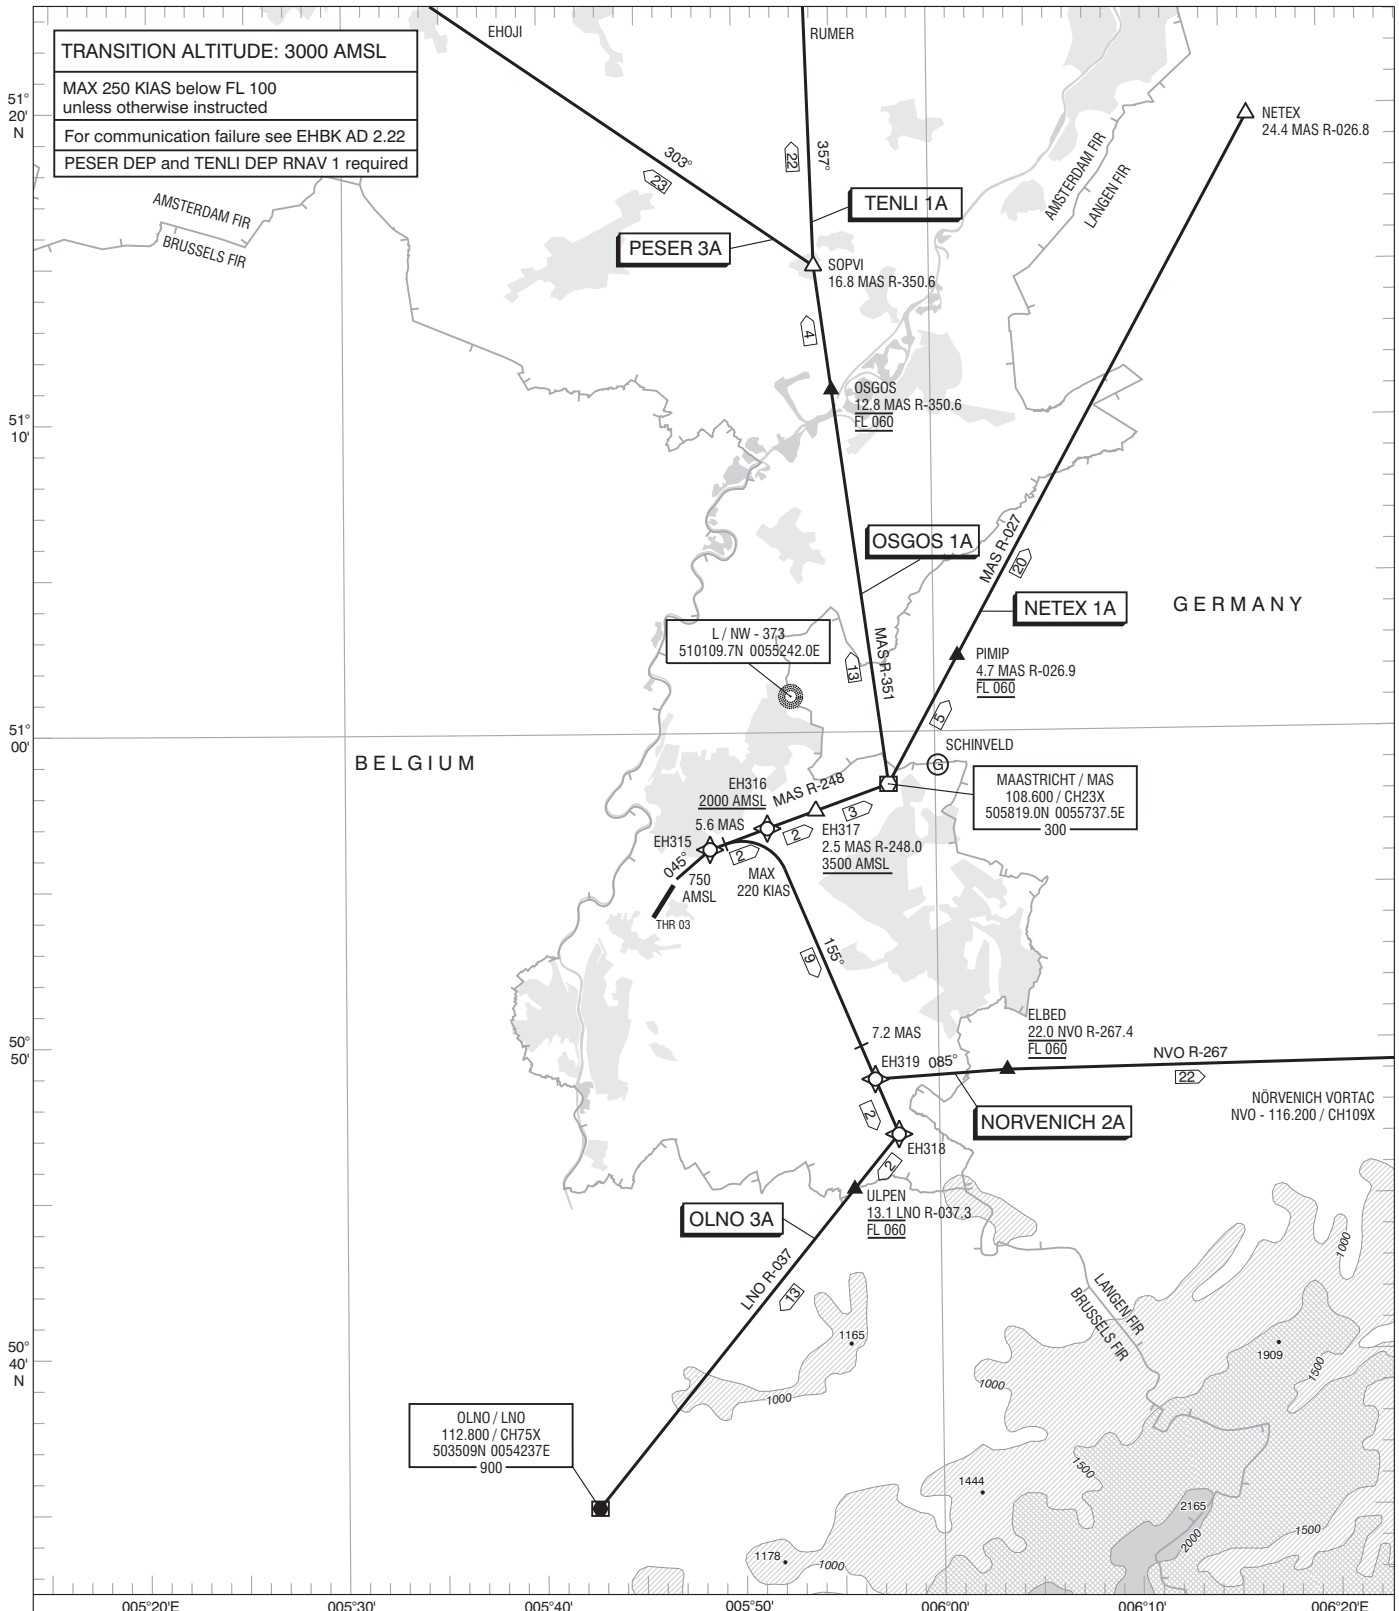 TRANSITION ALTITUDE: 3000 AMSL
MAX 250 KIAS below FL 100
unless otherwise instructed
For communication failure see EHBK AD 2.22
PESER DEP and TENLI DEP RNAV 1 required
EHOJI
RUMER
51°
20'
N
NETEX
24.4 MAS R-026.8
303°
23
22
357°
AMSTERDAM FIR
LANGEN FIR
AMSTERDAM FIR
BRUSSELS FIR
TENLI 1A
PESER 3A
SOPVI
16.8 MAS R-350.6
4
OSGOS
12.8 MAS R-350.6
FL 060
51°
10'
OSGOS 1A
MAS R-027
20
NETEX 1A
GERMANY
L / NW - 373
510109.7N 0055242.0E
13
MAS R-351
PIMIP
4.7 MAS R-026.9
FL 060
5
51°
00'
BELGIUM
SCHINVELD
G
MAASTRICHT / MAS
108.600 / CH23X
505819.0N 0055737.5E
300
EH316
2000 AMSL
MAS R-248
3
2
EH317
2.5 MAS R-248.0
3500 AMSL
5.6 MAS
EH315
2
045°
750
AMSL
MAX
220 KIAS
THR 03
155°
9
7.2 MAS
ELBED
22.0 NVO R-267.4
FL 060
50°
50'
EH319
085°
NVO R-267
22
NÖRVENICH VORTAC
NVO - 116.200 / CH109X
NORVENICH 2A
2
EH318
2
ULPEN
13.1 LNO R-037.3
FL 060
OLNO 3A
LNO R-037
13
1000
LANGEN FIR
BRUSSELS FIR
1165
1909
1500
50°
40'
N
1000
1000
OLNO / LNO
112.800 / CH75X
503509N 0054237E
900
1500
1444
2165
2000
1500
1178
1000
005°20'E
005°30'
005°40'
005°50'
006°00'
006°10'
006°20'E